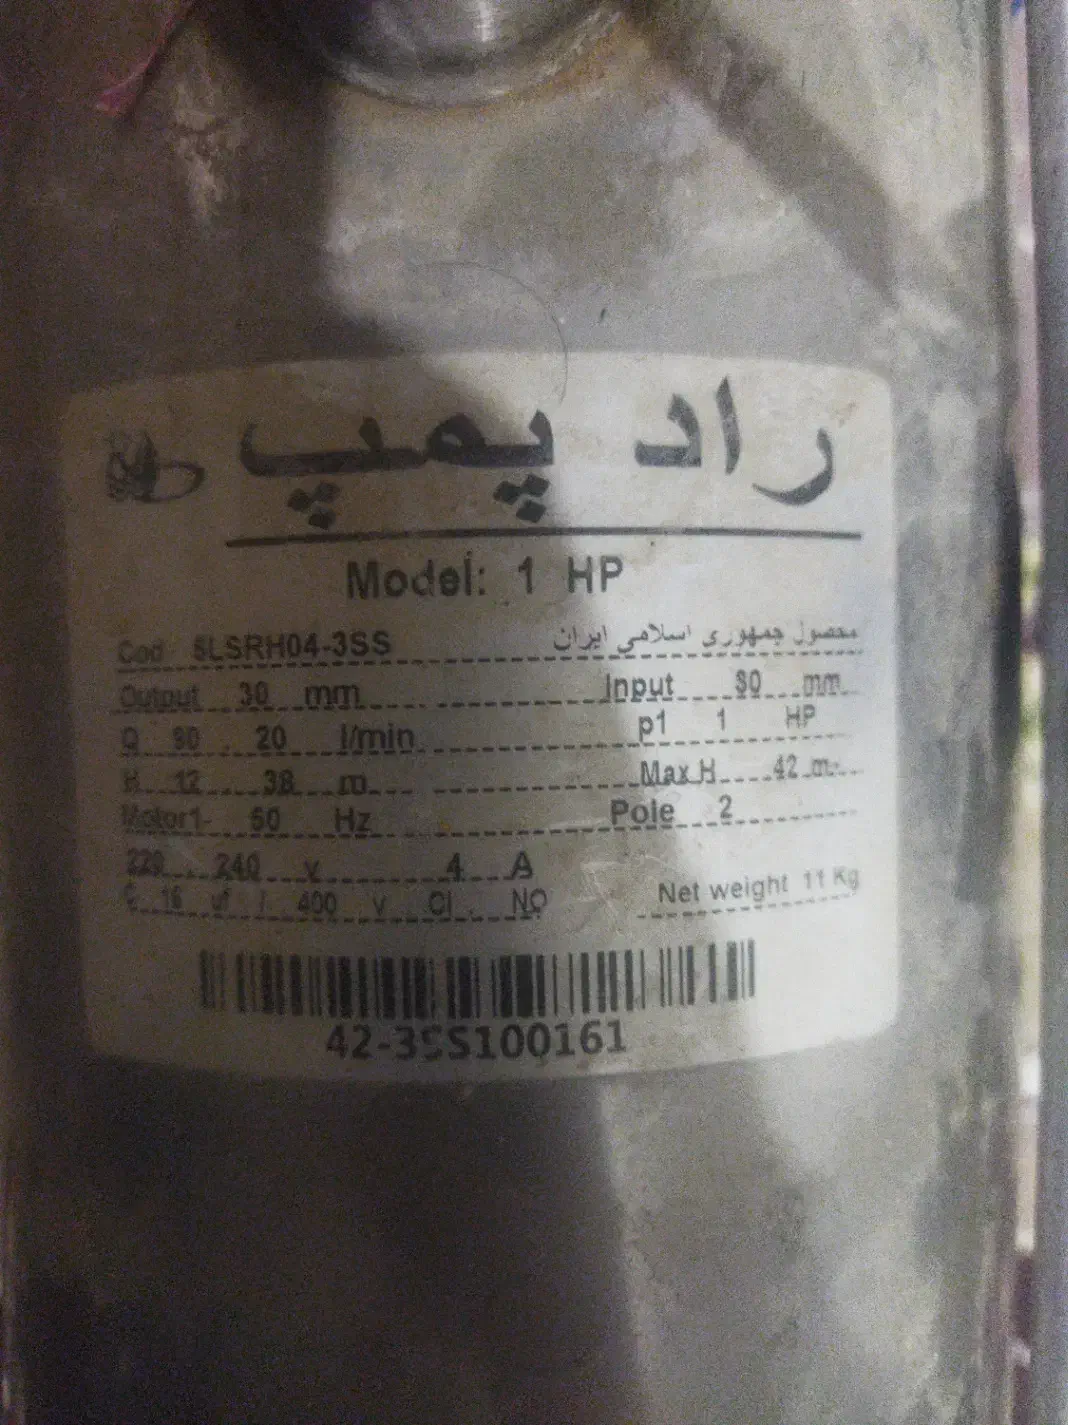 راد پمپ
Model: 1 HP
Cod SLSRH04-3SS محصول جمهوری اسلامی ایران
Output 30 mm Input 30 mm
Q 90 . 20 l/min p1 1 HP
H 12 38 m Max H 42 m
Motor1- 50 Hz Pole 2
220 . 240 v 4 A
C 16 uf / 400 v Cl . NO Net weight 11 Kg
42-3SS100161